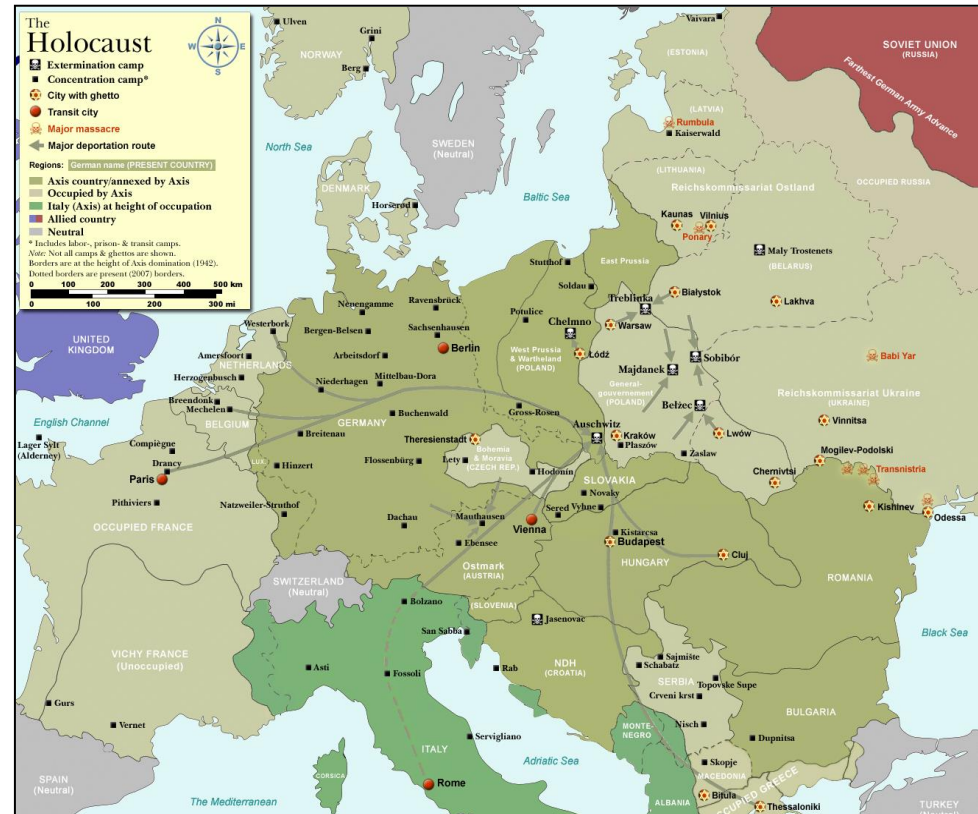 The
Holocaust
N
W
E
S
Extermination camp
Concentration camp*
City with ghetto
Transit city
Major massacre
Major deportation route
Regions: German name (PRESENT COUNTRY)
Axis country/annexed by Axis
Occupied by Axis
Italy (Axis) at height of occupation
Allied country
Neutral
* Includes labor-, prison- & transit camps.
Note: Not all camps & ghettos are shown.
Borders are at the height of Axis domination (1942).
Dotted borders are present (2007) borders.
0 100 200 300 400 500 km
0 100 200 300 mi
Ulven
Grini
NORWAY
Berg
Vaivara
(ESTONIA)
SOVIET UNION
(RUSSIA)
Farthest German Army Advance
North Sea
SWEDEN
(Neutral)
(LATVIA)
Rumbula
Kaiserwald
DENMARK
Horserød
Baltic Sea
(LITHUANIA)
Reichskommissariat Ostland
OCCUPIED RUSSIA
Kaunas
Vilnius
Ponary
Maly Trostenets
(BELARUS)
Stutthof
East Prussia
Soldau
Treblinka
Białystok
Lakhva
Neuengamme
Ravensbrück
Potulice
Chełmno
Warsaw
UNITED
KINGDOM
Westerbork
Bergen-Belsen
Sachsenhausen
Berlin
West Prussia
& Wartheland
(POLAND)
Łódź
Sobibór
Babi Yar
Amersfoort
NETHERLANDS
Arbeitsdorf
Majdanek
Herzogenbusch
Niederhagen
Mittelbau-Dora
General-
gouvernement
(POLAND)
Reichskommissariat Ukraine
(UKRAINE)
English Channel
Breendonk
Mechelen
BELGIUM
GERMANY
Buchenwald
Gross-Rosen
Bełżec
Vinnitsa
Lager Sylt
(Alderney)
Compiègne
Breitenau
Theresienstadt
Auschwitz
Kraków
Płaszów
Lwów
Mogilev-Podolski
Drancy
Paris
LUX.
Hinzert
Flossenbürg
Lety
Bohemia
& Moravia
(CZECH REP.)
Hodonín
Zaslaw
Chernivtsi
Transnistria
SLOVAKIA
Pithiviers
Natzweiler-Struthof
Novaky
Kishinev
Odessa
OCCUPIED FRANCE
Dachau
Mauthausen
Vienna
Sered
Vyhne
Ebensee
Kistarcsa
Budapest
Cluj
Ostmark
(AUSTRIA)
HUNGARY
SWITZERLAND
(Neutral)
ROMANIA
Bolzano
(SLOVENIA)
Jasenovac
San Sabba
Black Sea
VICHY FRANCE
(Unoccupied)
Asti
Fossoli
Rab
NDH
(CROATIA)
Sajmište
Schabatz
SERBIA
Topovske Supe
Crveni krst
Gurs
Vernet
BULGARIA
MONTE-
NEGRO
Nisch
Dupnitsa
ITALY
Servigliano
Adriatic Sea
Skopje
MACEDONIA
SPAIN
(Neutral)
CORSICA
Rome
The Mediterranean
ALBANIA
Bitula
OCCUPIED GREECE
Thessaloniki
TURKEY
(Neutral)